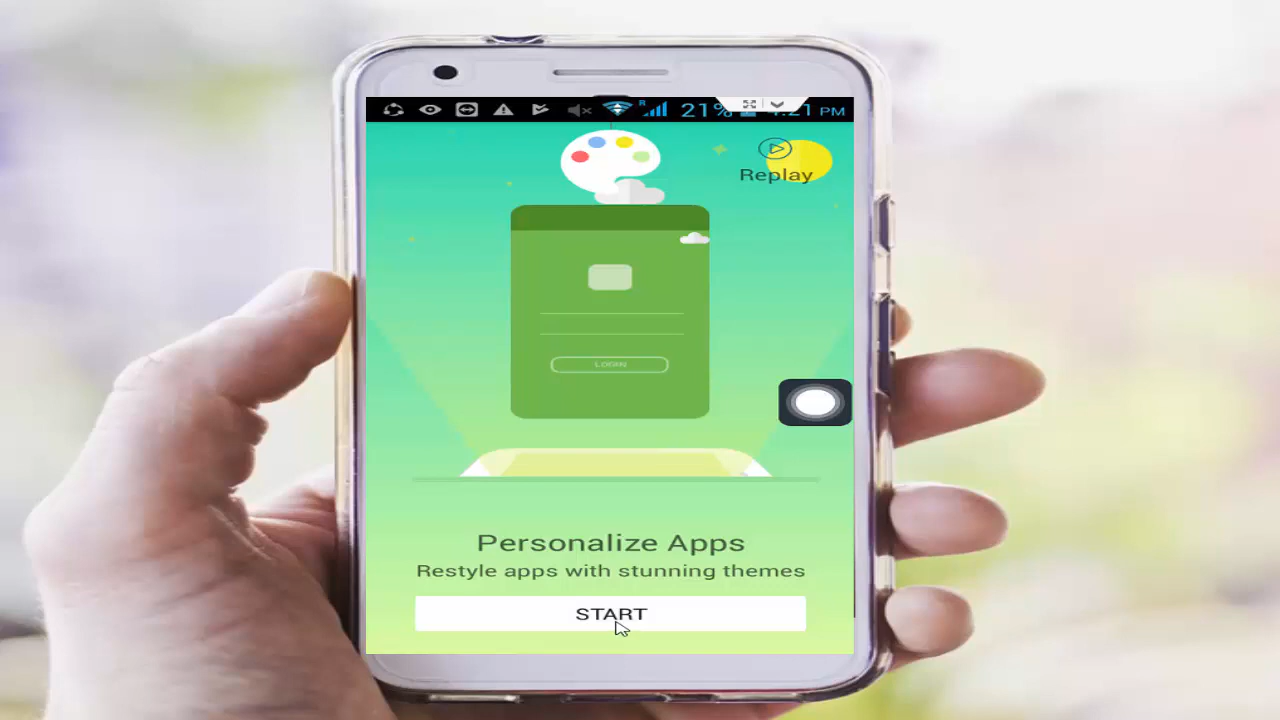 R 21% 4:21 PM
Replay
LOGIN
Personalize Apps
Restyle apps with stunning themes
START